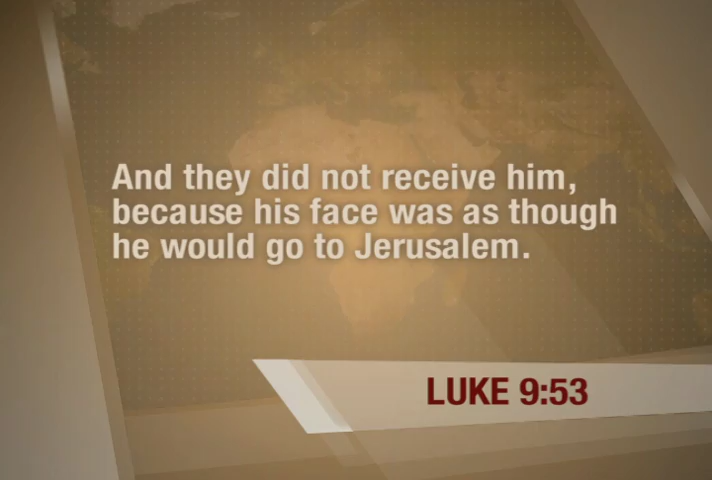 And they did not receive him,
because his face was as though
he would go to Jerusalem.
LUKE 9:53